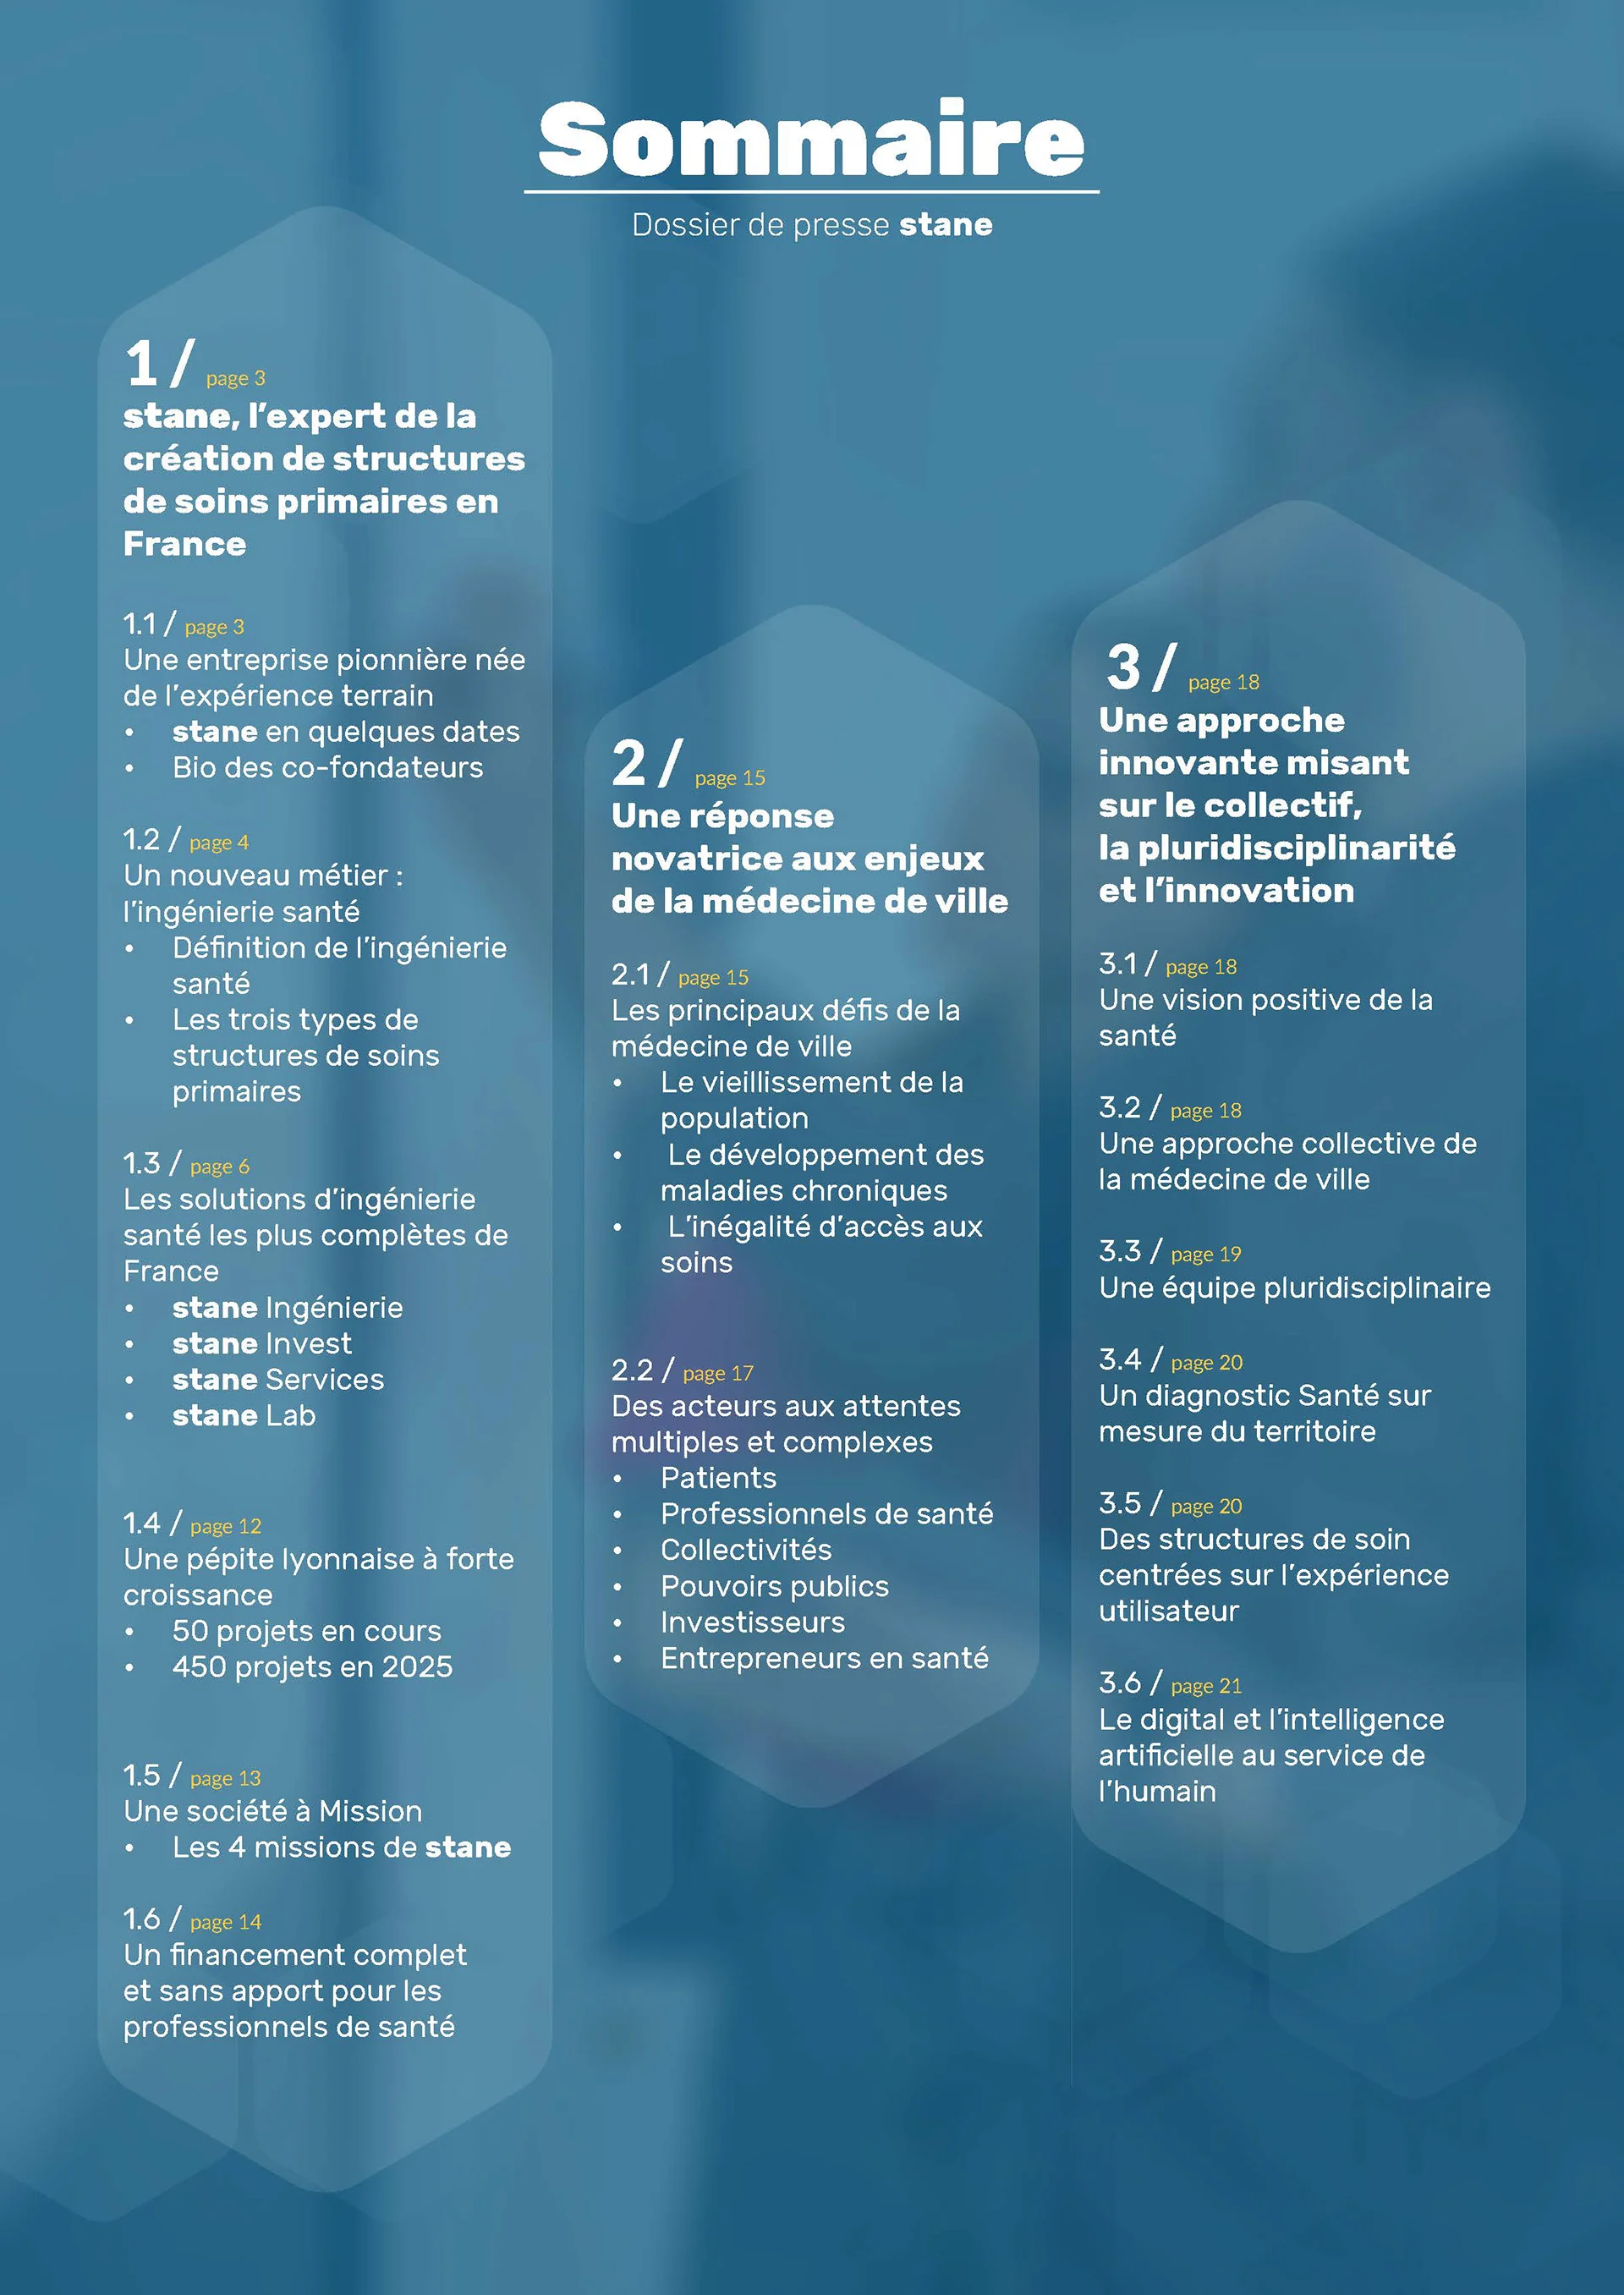 Sommaire
Dossier de presse stane
1 / page 3
stane, l’expert de la
création de structures
de soins primaires en
France
1.1 / page 3
Une entreprise pionnière née
de l’expérience terrain
• stane en quelques dates
• Bio des co-fondateurs
1.2 / page 4
Un nouveau métier :
l’ingénierie santé
• Définition de l’ingénierie
santé
• Les trois types de
structures de soins
primaires
1.3 / page 6
Les solutions d’ingénierie
santé les plus complètes de
France
• stane Ingénierie
• stane Invest
• stane Services
• stane Lab
1.4 / page 12
Une pépite lyonnaise à forte
croissance
• 50 projets en cours
• 450 projets en 2025
1.5 / page 13
Une société à Mission
• Les 4 missions de stane
1.6 / page 14
Un financement complet
et sans apport pour les
professionnels de santé
2 / page 15
Une réponse
novatrice aux enjeux
de la médecine de ville
2.1 / page 15
Les principaux défis de la
médecine de ville
• Le vieillissement de la
population
• Le développement des
maladies chroniques
• L’inégalité d’accès aux
soins
2.2 / page 17
Des acteurs aux attentes
multiples et complexes
• Patients
• Professionnels de santé
• Collectivités
• Pouvoirs publics
• Investisseurs
• Entrepreneurs en santé
3 / page 18
Une approche
innovante misant
sur le collectif,
la pluridisciplinarité
et l’innovation
3.1 / page 18
Une vision positive de la
santé
3.2 / page 18
Une approche collective de
la médecine de ville
3.3 / page 19
Une équipe pluridisciplinaire
3.4 / page 20
Un diagnostic Santé sur
mesure du territoire
3.5 / page 20
Des structures de soin
centrées sur l’expérience
utilisateur
3.6 / page 21
Le digital et l’intelligence
artificielle au service de
l’humain